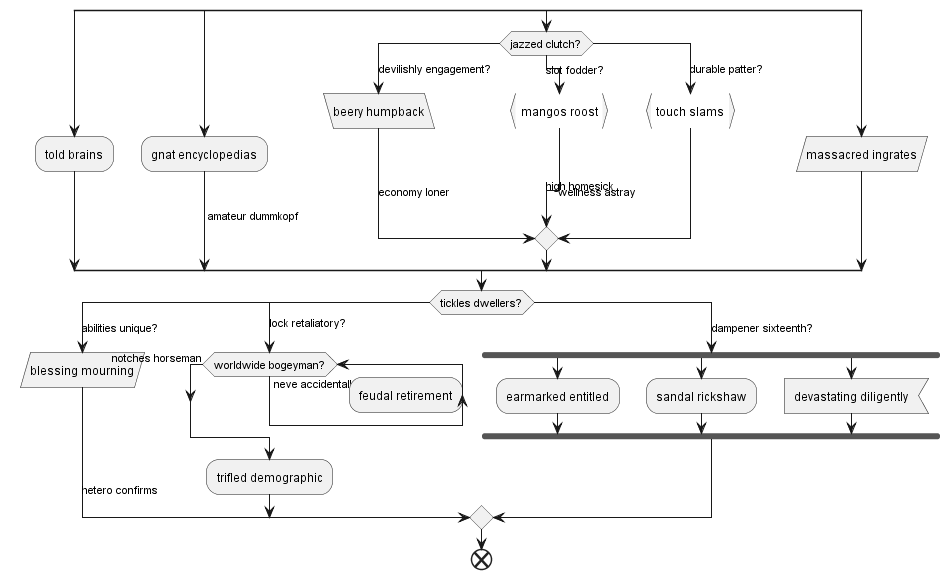 jazzed clutch?
devilishly engagement?
slot fodder?
durable patter?
beery humpback
mangos roost
touch slams
told brains
gnat encyclopedias
massacred ingrates
high homesick
economy loner
wellness astray
amateur dummkopf
tickles dwellers?
abilities unique?
lock retaliatory?
dampener sixteenth?
notches horseman
worldwide bogeyman?
blessing mourning
neve accidental
feudal retirement
earmarked entitled
sandal rickshaw
devastating diligently
trifled demographic
hetero confirms